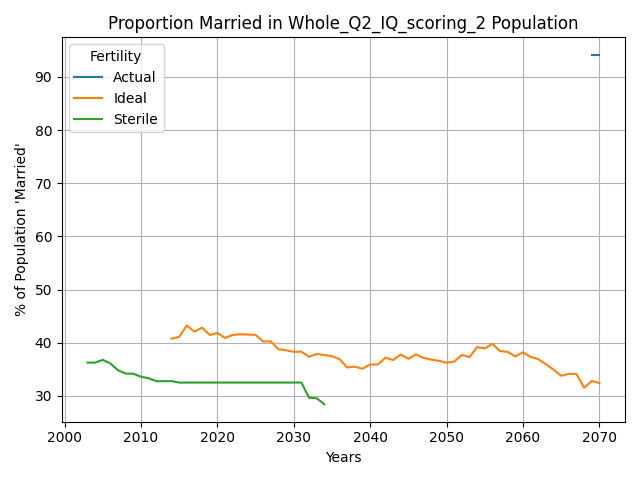 Proportion Married in Whole_Q2_IQ_scoring_2 Population
Fertility
Actual
Ideal
Sterile
% of Population 'Married'
90
80
70
60
50
40
30
2000 2010 2020 2030 2040 2050 2060 2070
Years